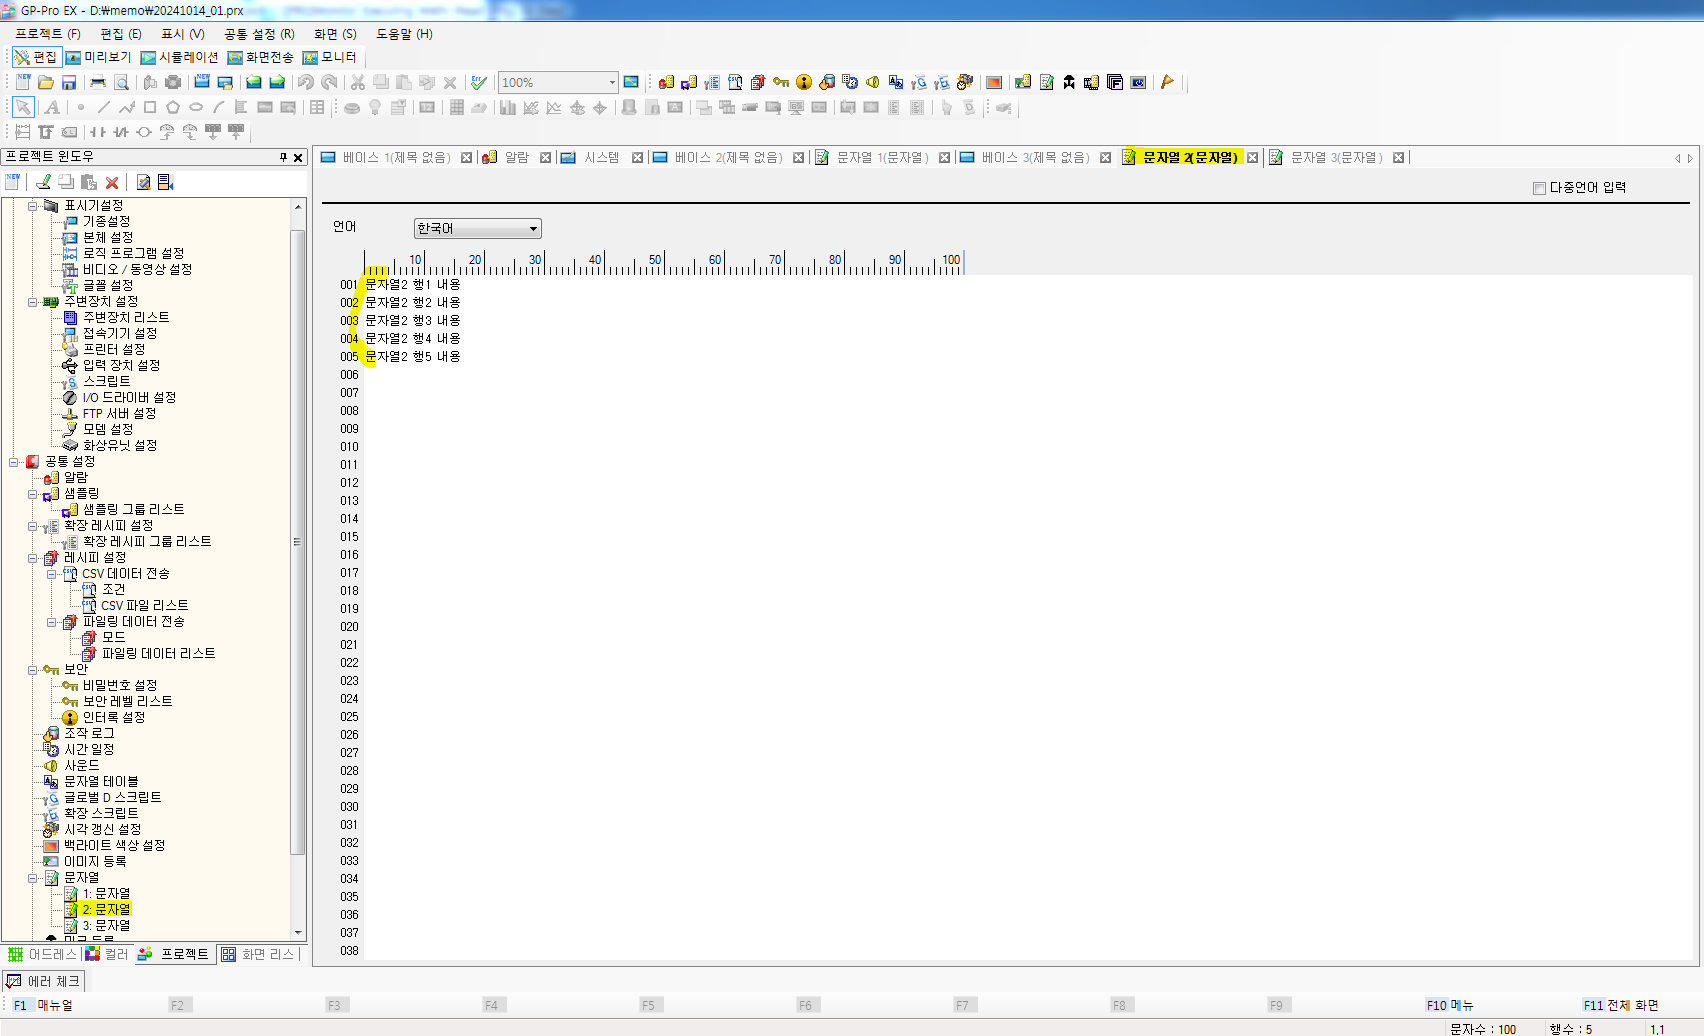 GP-Pro EX - D:₩memo₩20241014_01.prx
프로젝트 (F) 편집 (E) 표시 (V) 공통 설정 (R) 화면 (S) 도움말 (H)
편집 미리보기 시뮬레이션 화면전송 모니터
100%
프로젝트 윈도우
베이스 1(제목 없음) 알람 시스템 베이스 2(제목 없음) 문자열 1(문자열) 베이스 3(제목 없음) 문자열 2(문자열) 문자열 3(문자열)
다중언어 입력
언어 한국어
10 20 30 40 50 60 70 80 90 100
001 문자열2 행1 내용
002 문자열2 행2 내용
003 문자열2 행3 내용
004 문자열2 행4 내용
005 문자열2 행5 내용
006
007
008
009
010
011
012
013
014
015
016
017
018
019
020
021
022
023
024
025
026
027
028
029
030
031
032
033
034
035
036
037
038
표시기설정
기종설정
본체 설정
로직 프로그램 설정
비디오 / 동영상 설정
글꼴 설정
주변장치 설정
주변장치 리스트
접속기기 설정
프린터 설정
입력 장치 설정
스크립트
I/O 드라이버 설정
FTP 서버 설정
모뎀 설정
화상유닛 설정
공통 설정
알람
샘플링
샘플링 그룹 리스트
확장 레시피 설정
확장 레시피 그룹 리스트
레시피 설정
CSV 데이터 전송
조건
CSV 파일 리스트
파일링 데이터 전송
모드
파일링 데이터 리스트
보안
비밀번호 설정
보안 레벨 리스트
인터록 설정
조작 로그
시간 일정
사운드
문자열 테이블
글로벌 D 스크립트
확장 스크립트
시각 갱신 설정
백라이트 색상 설정
이미지 등록
문자열
1: 문자열
2: 문자열
3: 문자열
어드레스 컬러 프로젝트 화면 리스
에러 체크
F1 매뉴얼 F2 F3 F4 F5 F6 F7 F8 F9 F10 메뉴 F11 전체 화면
문자수 : 100 행수 : 5 1,1